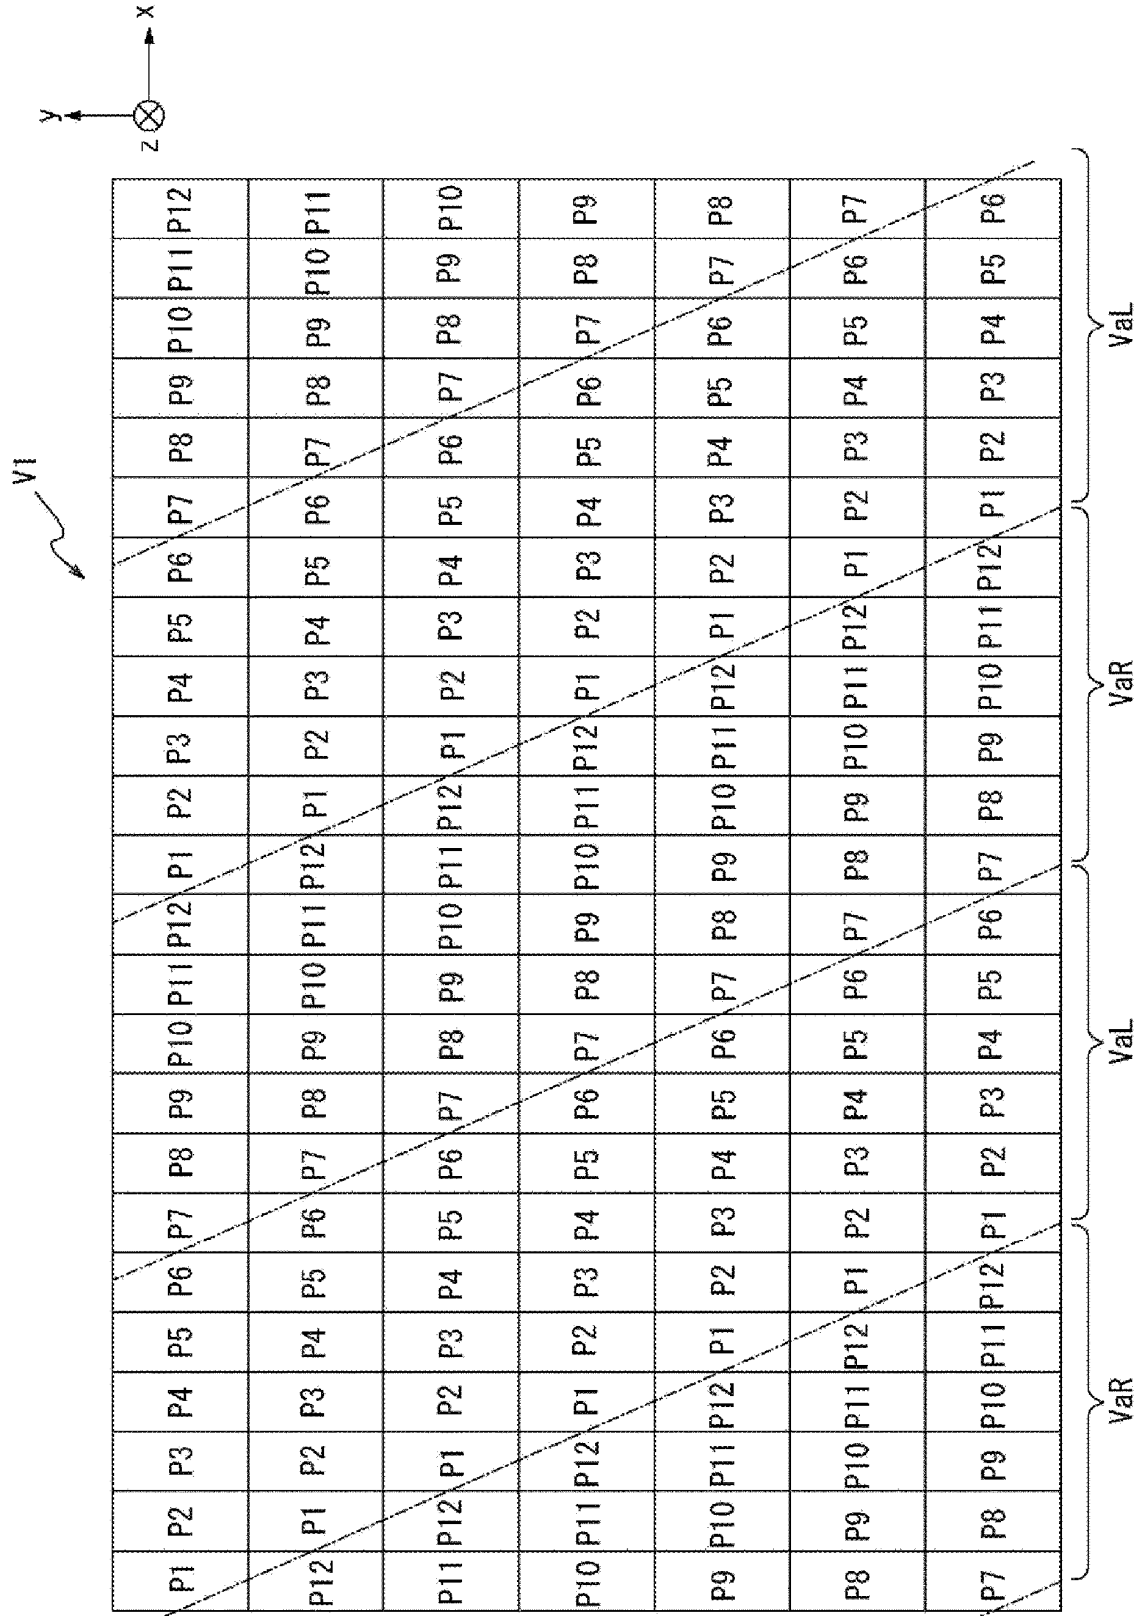 V1
y
z x
P1 P2 P3 P4 P5 P6 P7 P8 P9 P10 P11 P12 P1 P2 P3 P4 P5 P6 P7 P8 P9 P10 P11 P12
P12 P1 P2 P3 P4 P5 P6 P7 P8 P9 P10 P11 P12 P1 P2 P3 P4 P5 P6 P7 P8 P9 P10 P11
P11 P12 P1 P2 P3 P4 P5 P6 P7 P8 P9 P10 P11 P12 P1 P2 P3 P4 P5 P6 P7 P8 P9 P10
P10 P11 P12 P1 P2 P3 P4 P5 P6 P7 P8 P9 P10 P11 P12 P1 P2 P3 P4 P5 P6 P7 P8 P9
P9 P10 P11 P12 P1 P2 P3 P4 P5 P6 P7 P8 P9 P10 P11 P12 P1 P2 P3 P4 P5 P6 P7 P8
P8 P9 P10 P11 P12 P1 P2 P3 P4 P5 P6 P7 P8 P9 P10 P11 P12 P1 P2 P3 P4 P5 P6 P7
P7 P8 P9 P10 P11 P12 P1 P2 P3 P4 P5 P6 P7 P8 P9 P10 P11 P12 P1 P2 P3 P4 P5 P6
VaR VaL VaR VaL